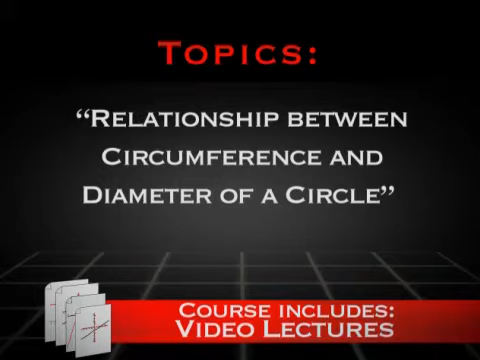 TOPICS:
“RELATIONSHIP BETWEEN
CIRCUMFERENCE AND
DIAMETER OF A CIRCLE”
COURSE INCLUDES:
VIDEO LECTURES